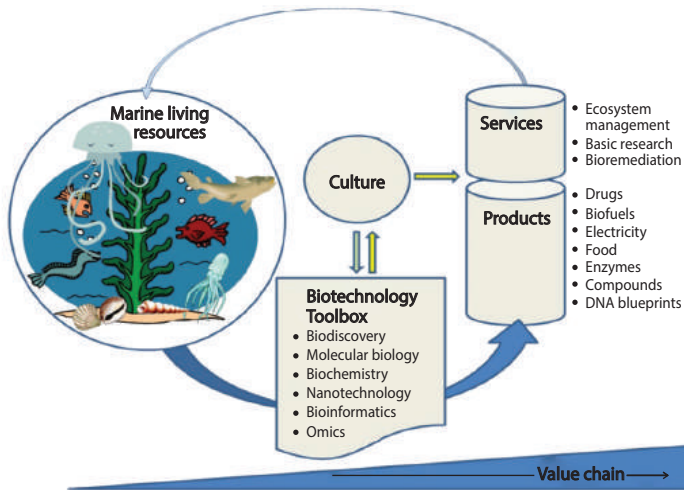 Marine living
resources
Culture
Biotechnology
Toolbox
• Biodiscovery
• Molecular biology
• Biochemistry
• Nanotechnology
• Bioinformatics
• Omics
Services
• Ecosystem
management
• Basic research
• Bioremediation
Products
• Drugs
• Biofuels
• Electricity
• Food
• Enzymes
• Compounds
• DNA blueprints
Value chain